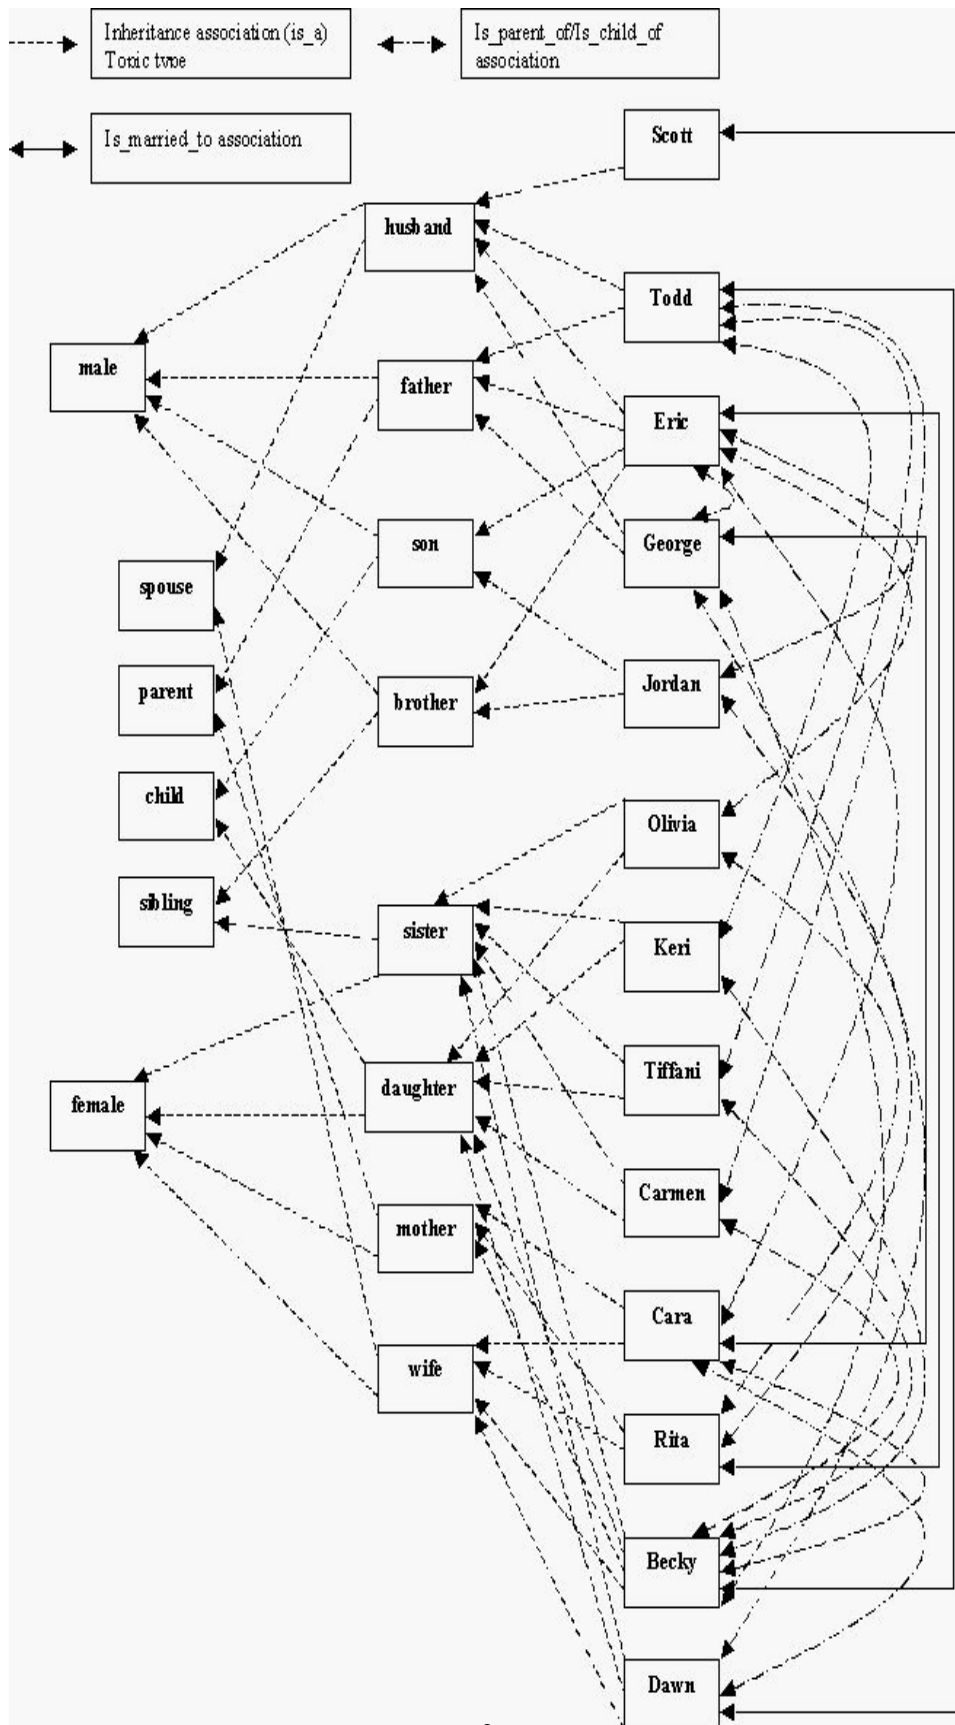 Inheritance association (is_a)
Topic type
Is_parent_of/Is_child_of
association
Is_married_to association
Scott
husband
Todd
male
father
Eric
son
George
spouse
parent
brother
Jordan
child
Olivia
sibling
sister
Keri
Tiffani
female
daughter
Carmen
mother
Cara
wife
Rita
Becky
Dawn